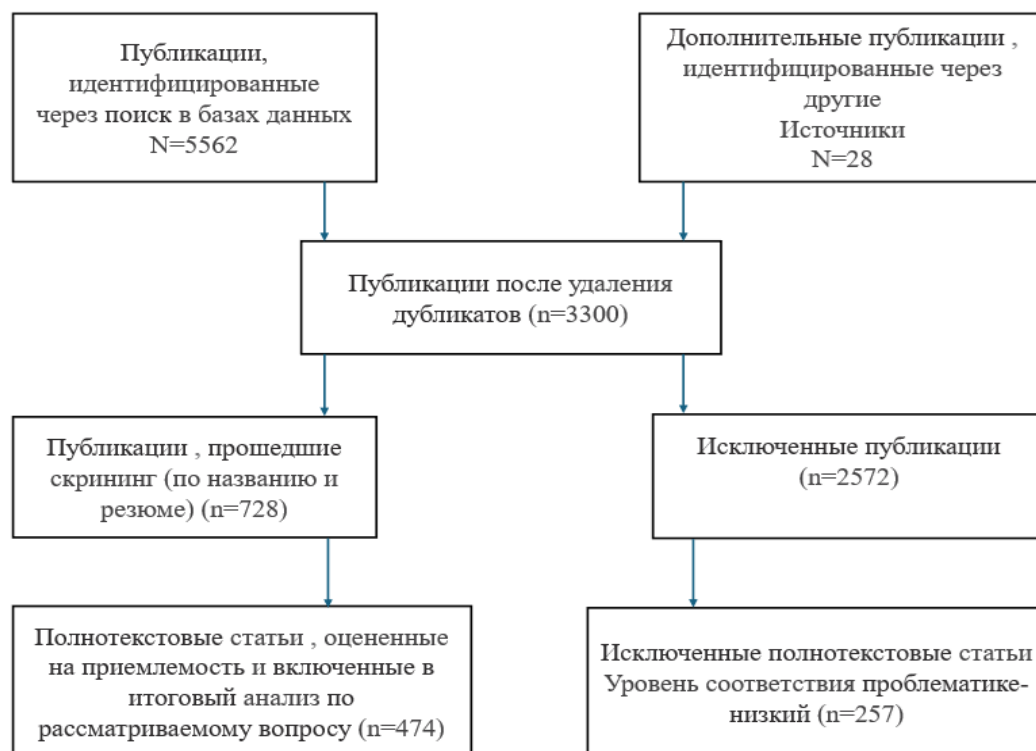 Публикации,
идентифицированные
через поиск в базах данных
N=5562
Дополнительные публикации ,
идентифицированные через
другие
Источники
N=28
Публикации после удаления
дубликатов (n=3300)
Публикации , прошедшие
скрининг (по названию и
резюме) (n=728)
Исключенные публикации
(n=2572)
Полнотекстовые статьи , оцененные
на приемлемость и включенные в
итоговый анализ по
рассматриваемому вопросу (n=474)
Исключенные полнотекстовые статьи
Уровень соответствия проблематике-
низкий (n=257)